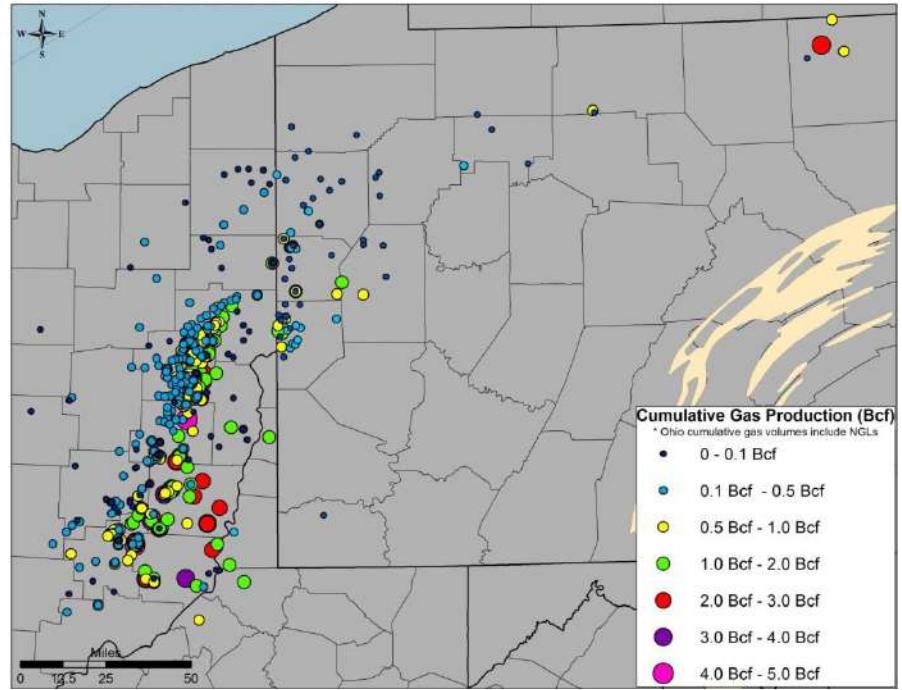 N
W E
S
Cumulative Gas Production (Bcf)
* Ohio cumulative gas volumes include NGLs
0 - 0.1 Bcf
0.1 Bcf - 0.5 Bcf
0.5 Bcf - 1.0 Bcf
1.0 Bcf - 2.0 Bcf
2.0 Bcf - 3.0 Bcf
3.0 Bcf - 4.0 Bcf
4.0 Bcf - 5.0 Bcf
Miles
0 12.5 25 50